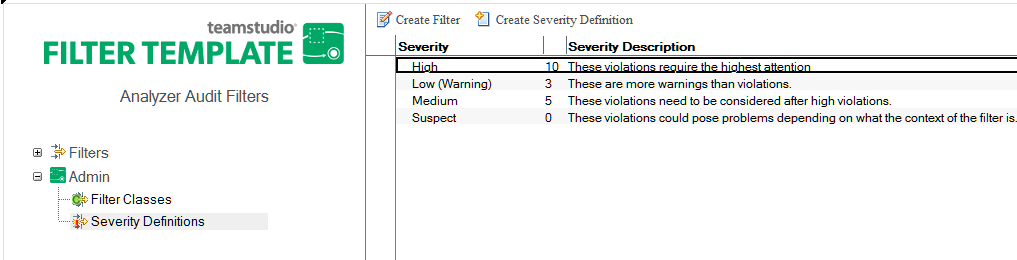 teamstudio
FILTER TEMPLATE
Analyzer Audit Filters
Filters
Admin
Filter Classes
Severity Definitions
Create Filter Create Severity Definition
Severity Severity Description
High 10 These violations require the highest attention
Low (Warning) 3 These are more warnings than violations.
Medium 5 These violations need to be considered after high violations.
Suspect 0 These violations could pose problems depending on what the context of the filter is.